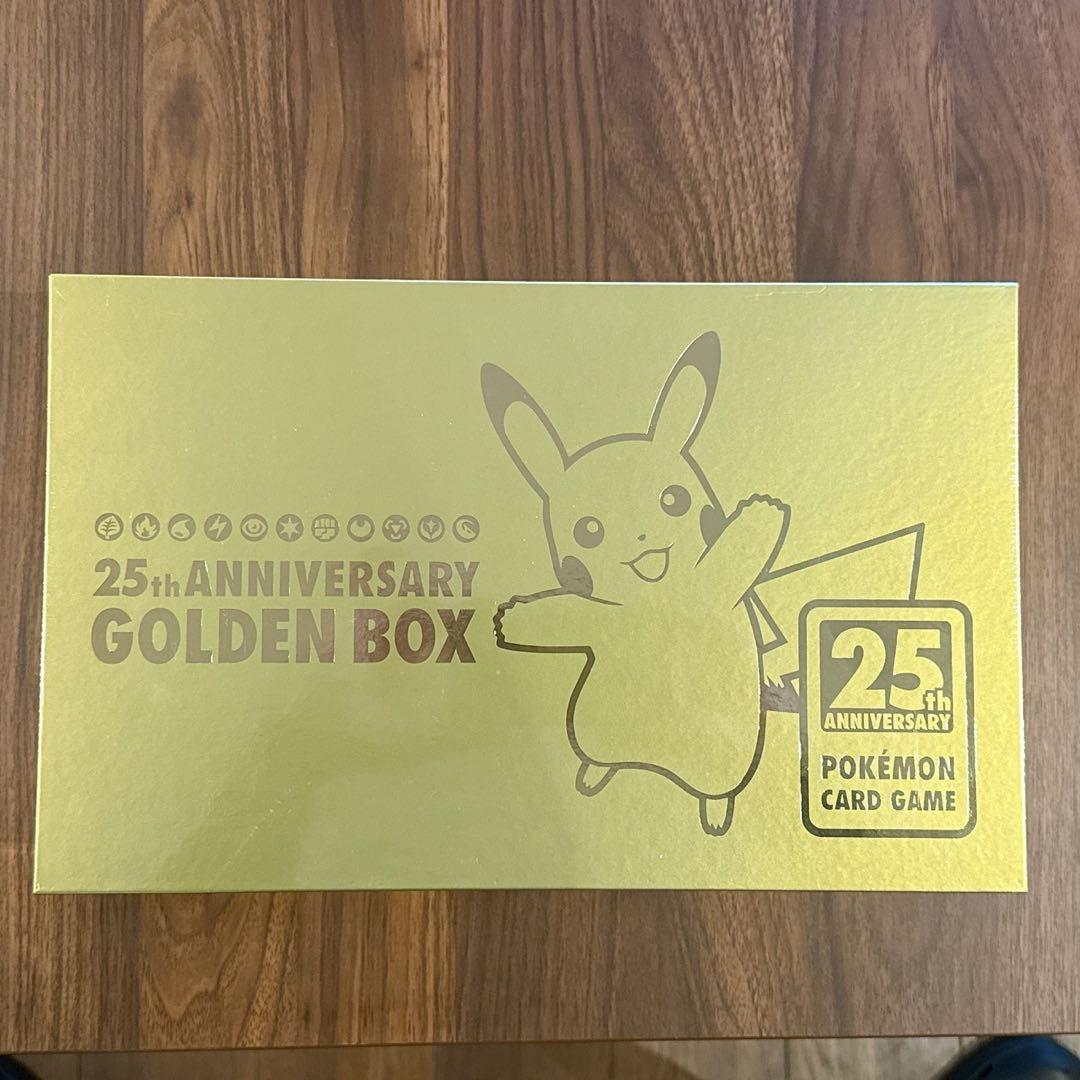 25th ANNIVERSARY
GOLDEN BOX
25th
ANNIVERSARY
POKÉMON
CARD GAME